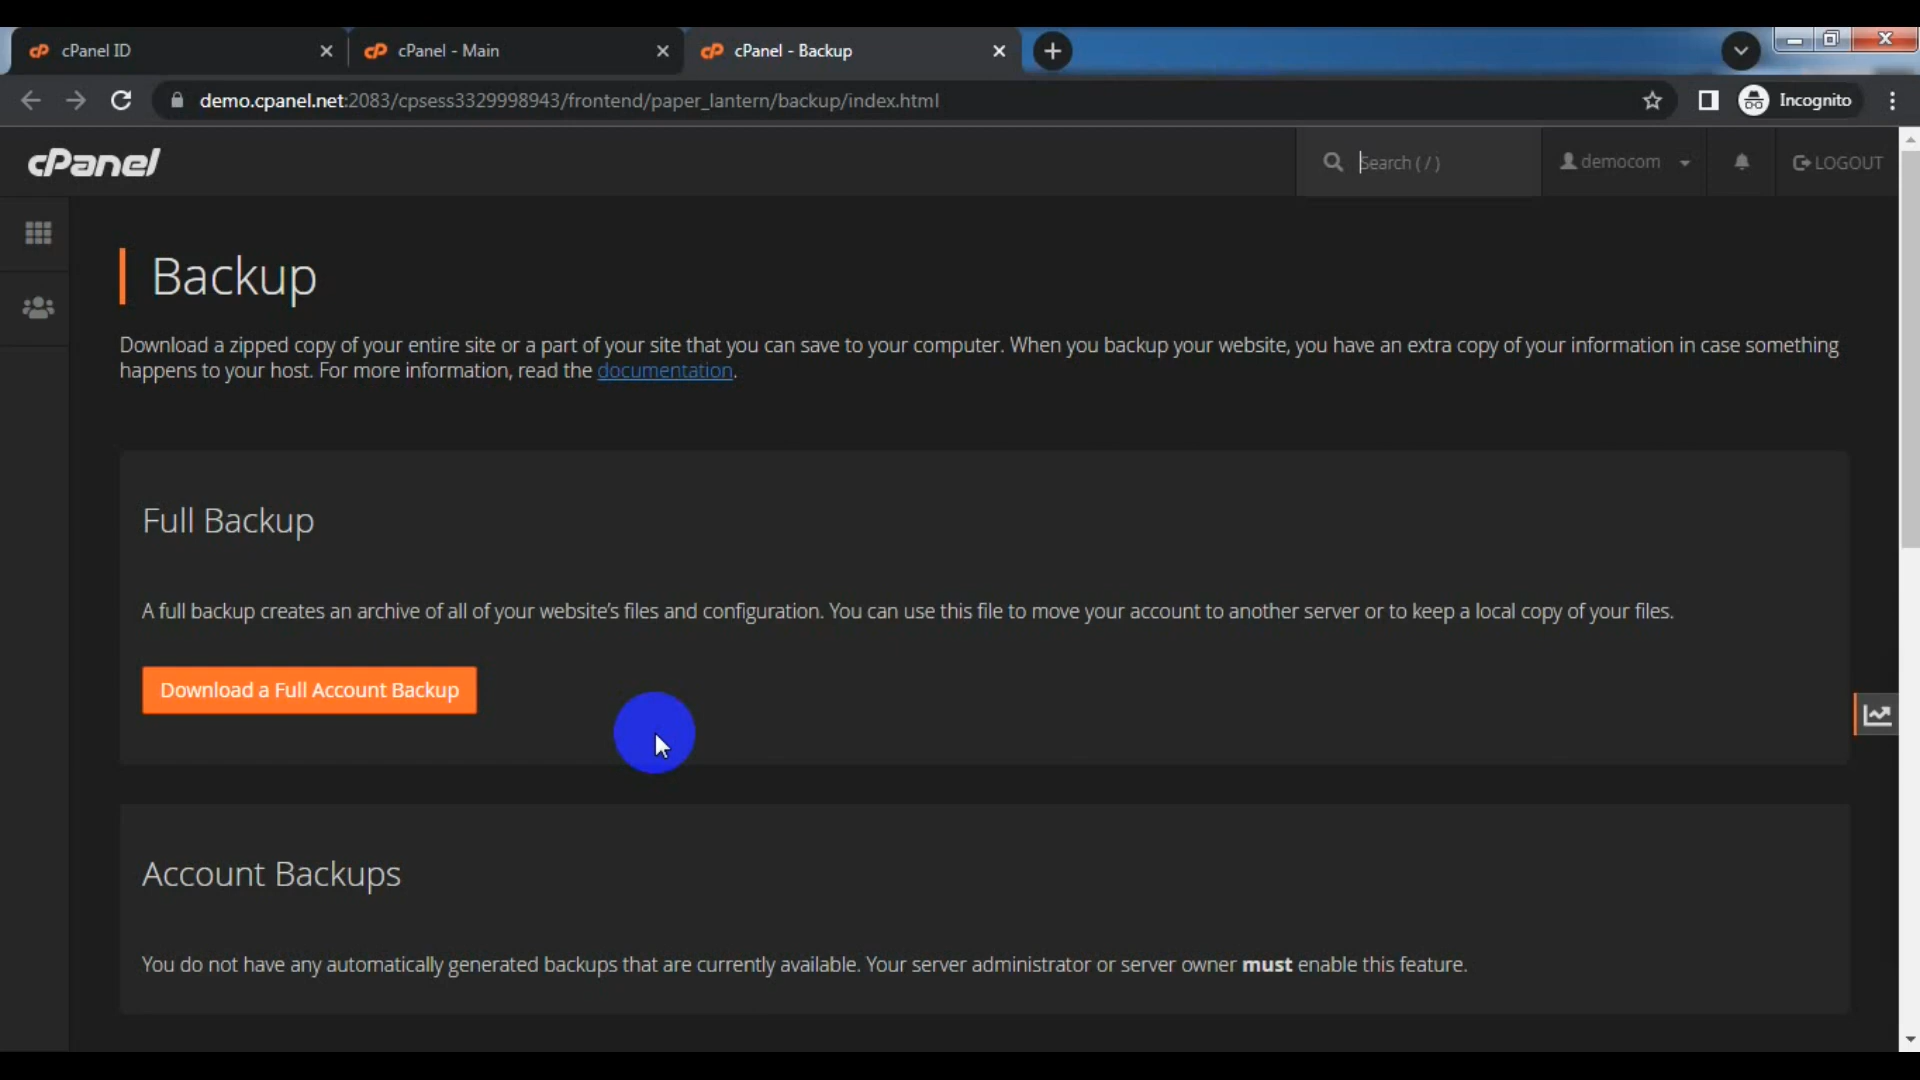 cPanel ID
cPanel - Main
cPanel - Backup
demo.cpanel.net:2083/cpsess3329998943/frontend/paper_lantern/backup/index.html
Incognito
cPanel
Search ( / )
democom
LOGOUT
Backup
Download a zipped copy of your entire site or a part of your site that you can save to your computer. When you backup your website, you have an extra copy of your information in case something
happens to your host. For more information, read the documentation.
Full Backup
A full backup creates an archive of all of your website’s files and configuration. You can use this file to move your account to another server or to keep a local copy of your files.
Download a Full Account Backup
Account Backups
You do not have any automatically generated backups that are currently available. Your server administrator or server owner must enable this feature.